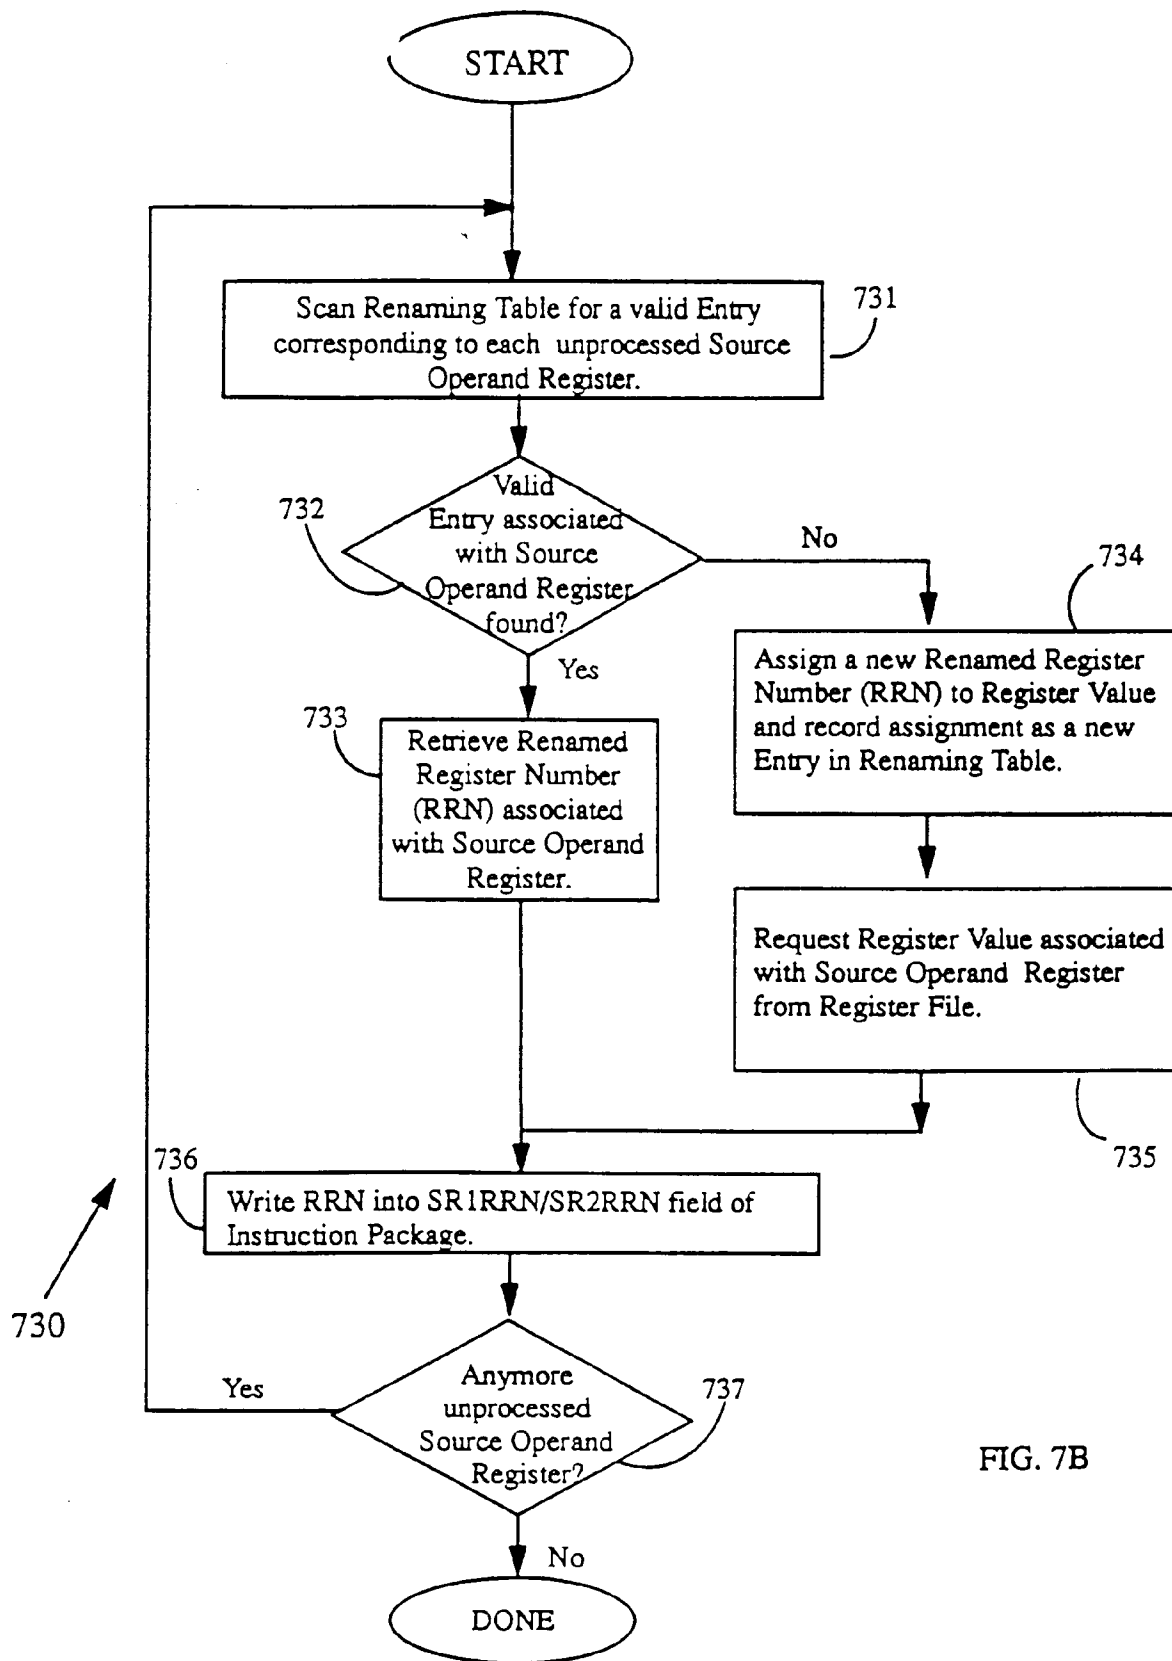 START
Scan Renaming Table for a valid Entry
corresponding to each unprocessed Source
Operand Register.
731
Valid
Entry associated
with Source
Operand Register
found?
732
No
Yes
734
Assign a new Renamed Register
Number (RRN) to Register Value
and record assignment as a new
Entry in Renaming Table.
733
Retrieve Renamed
Register Number
(RRN) associated
with Source Operand
Register.
Request Register Value associated
with Source Operand Register
from Register File.
735
736
Write RRN into SR1RRN/SR2RRN field of
Instruction Package.
730
Yes
Anymore
unprocessed
Source Operand
Register?
737
FIG. 7B
No
DONE